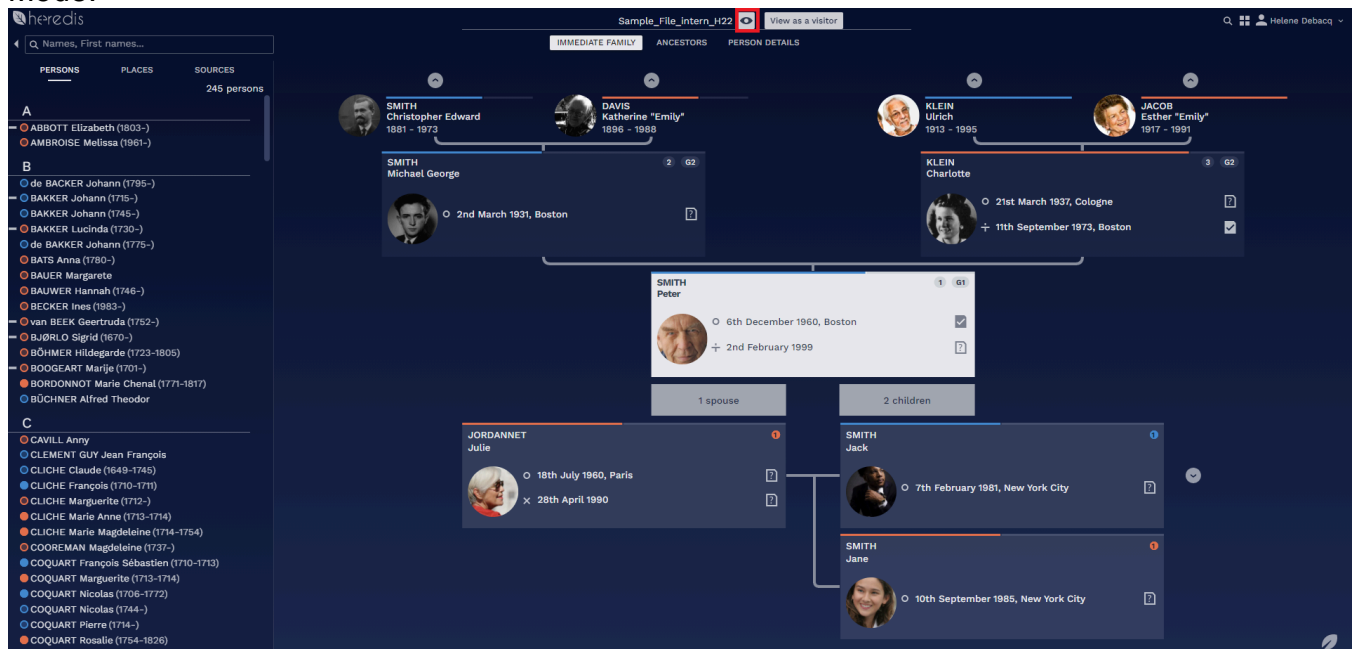 mode.
heredis
Sample_File_intern_H22 View as a visitor
Helene Debacq
Names, First names...
IMMEDIATE FAMILY ANCESTORS PERSON DETAILS
PERSONS PLACES SOURCES
245 persons
A
ABBOTT Elizabeth (1803-)
AMBROISE Melissa (1961-)
B
de BACKER Johann (1795-)
BAKKER Johann (1715-)
BAKKER Johann (1745-)
BAKKER Lucinda (1730-)
de BAKKER Johann (1775-)
BATS Anna (1780-)
BAUER Margarete
BAUWER Hannah (1746-)
BECKER Ines (1983-)
van BEEK Geertruda (1752-)
BJØRLO Sigrid (1670-)
BÖHMER Hildegarde (1723-1805)
BOOGEART Marije (1701-)
BORDONNOT Marie Chenal (1771-1817)
BÜCHNER Alfred Theodor
C
CAVILL Anny
CLEMENT GUY Jean François
CLICHE Claude (1649-1745)
CLICHE François (1710-1711)
CLICHE Marguerite (1712-)
CLICHE Marie Anne (1713-1714)
CLICHE Marie Magdeleine (1714-1754)
COOREMAN Magdeleine (1737-)
COQUART François Sébastien (1710-1713)
COQUART Marguerite (1713-1714)
COQUART Nicolas (1706-1772)
COQUART Nicolas (1744-)
COQUART Pierre (1714-)
COQUART Rosalie (1754-1826)
SMITH
Christopher Edward
1881 - 1973
DAVIS
Katherine "Emily"
1896 - 1988
KLEIN
Ulrich
1913 - 1995
JACOB
Esther "Emily"
1917 - 1991
SMITH 2 G2
Michael George
2nd March 1931, Boston ?
KLEIN 3 G2
Charlotte
21st March 1937, Cologne ?
11th September 1973, Boston
SMITH 1 G1
Peter
6th December 1960, Boston
2nd February 1999 ?
1 spouse 2 children
JORDANNET 1
Julie
18th July 1960, Paris ?
28th April 1990 ?
SMITH 1
Jack
7th February 1981, New York City ?
SMITH 1
Jane
10th September 1985, New York City ?